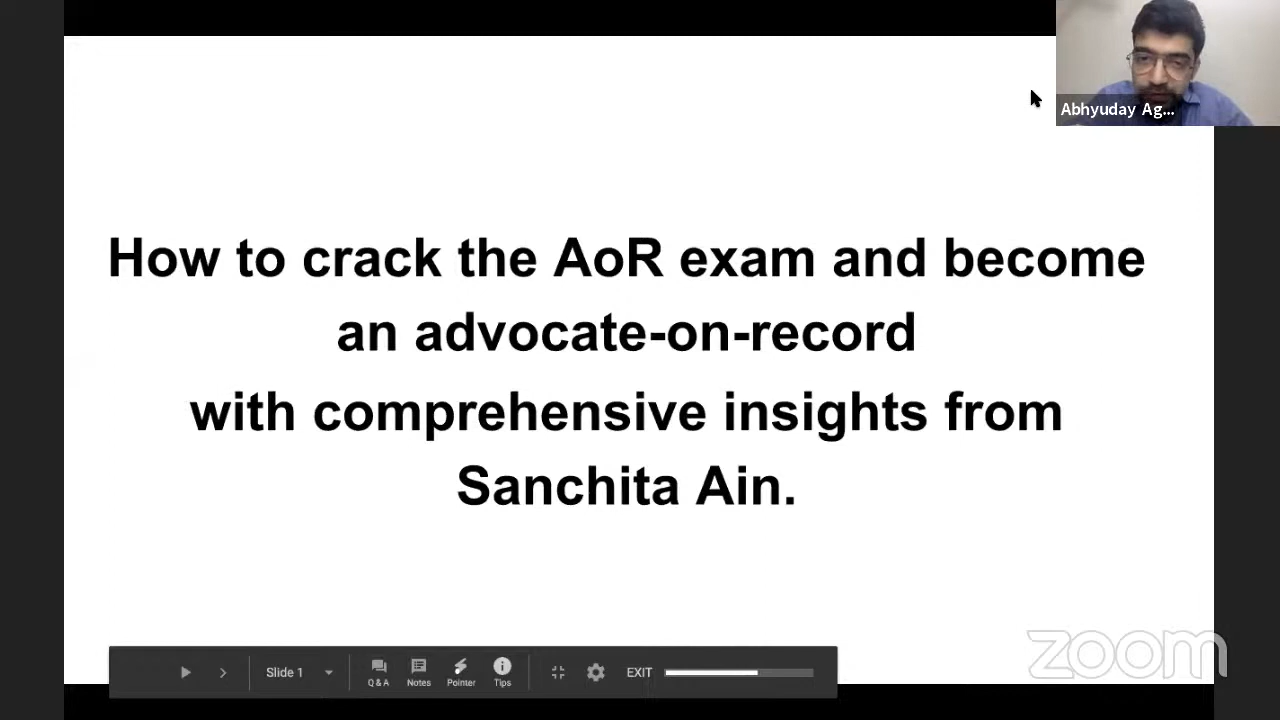 Abhyuday Ag...
How to crack the AoR exam and become
an advocate-on-record
with comprehensive insights from
Sanchita Ain.
Slide 1
Q & A
Notes
Pointer
Tips
EXIT
zoom